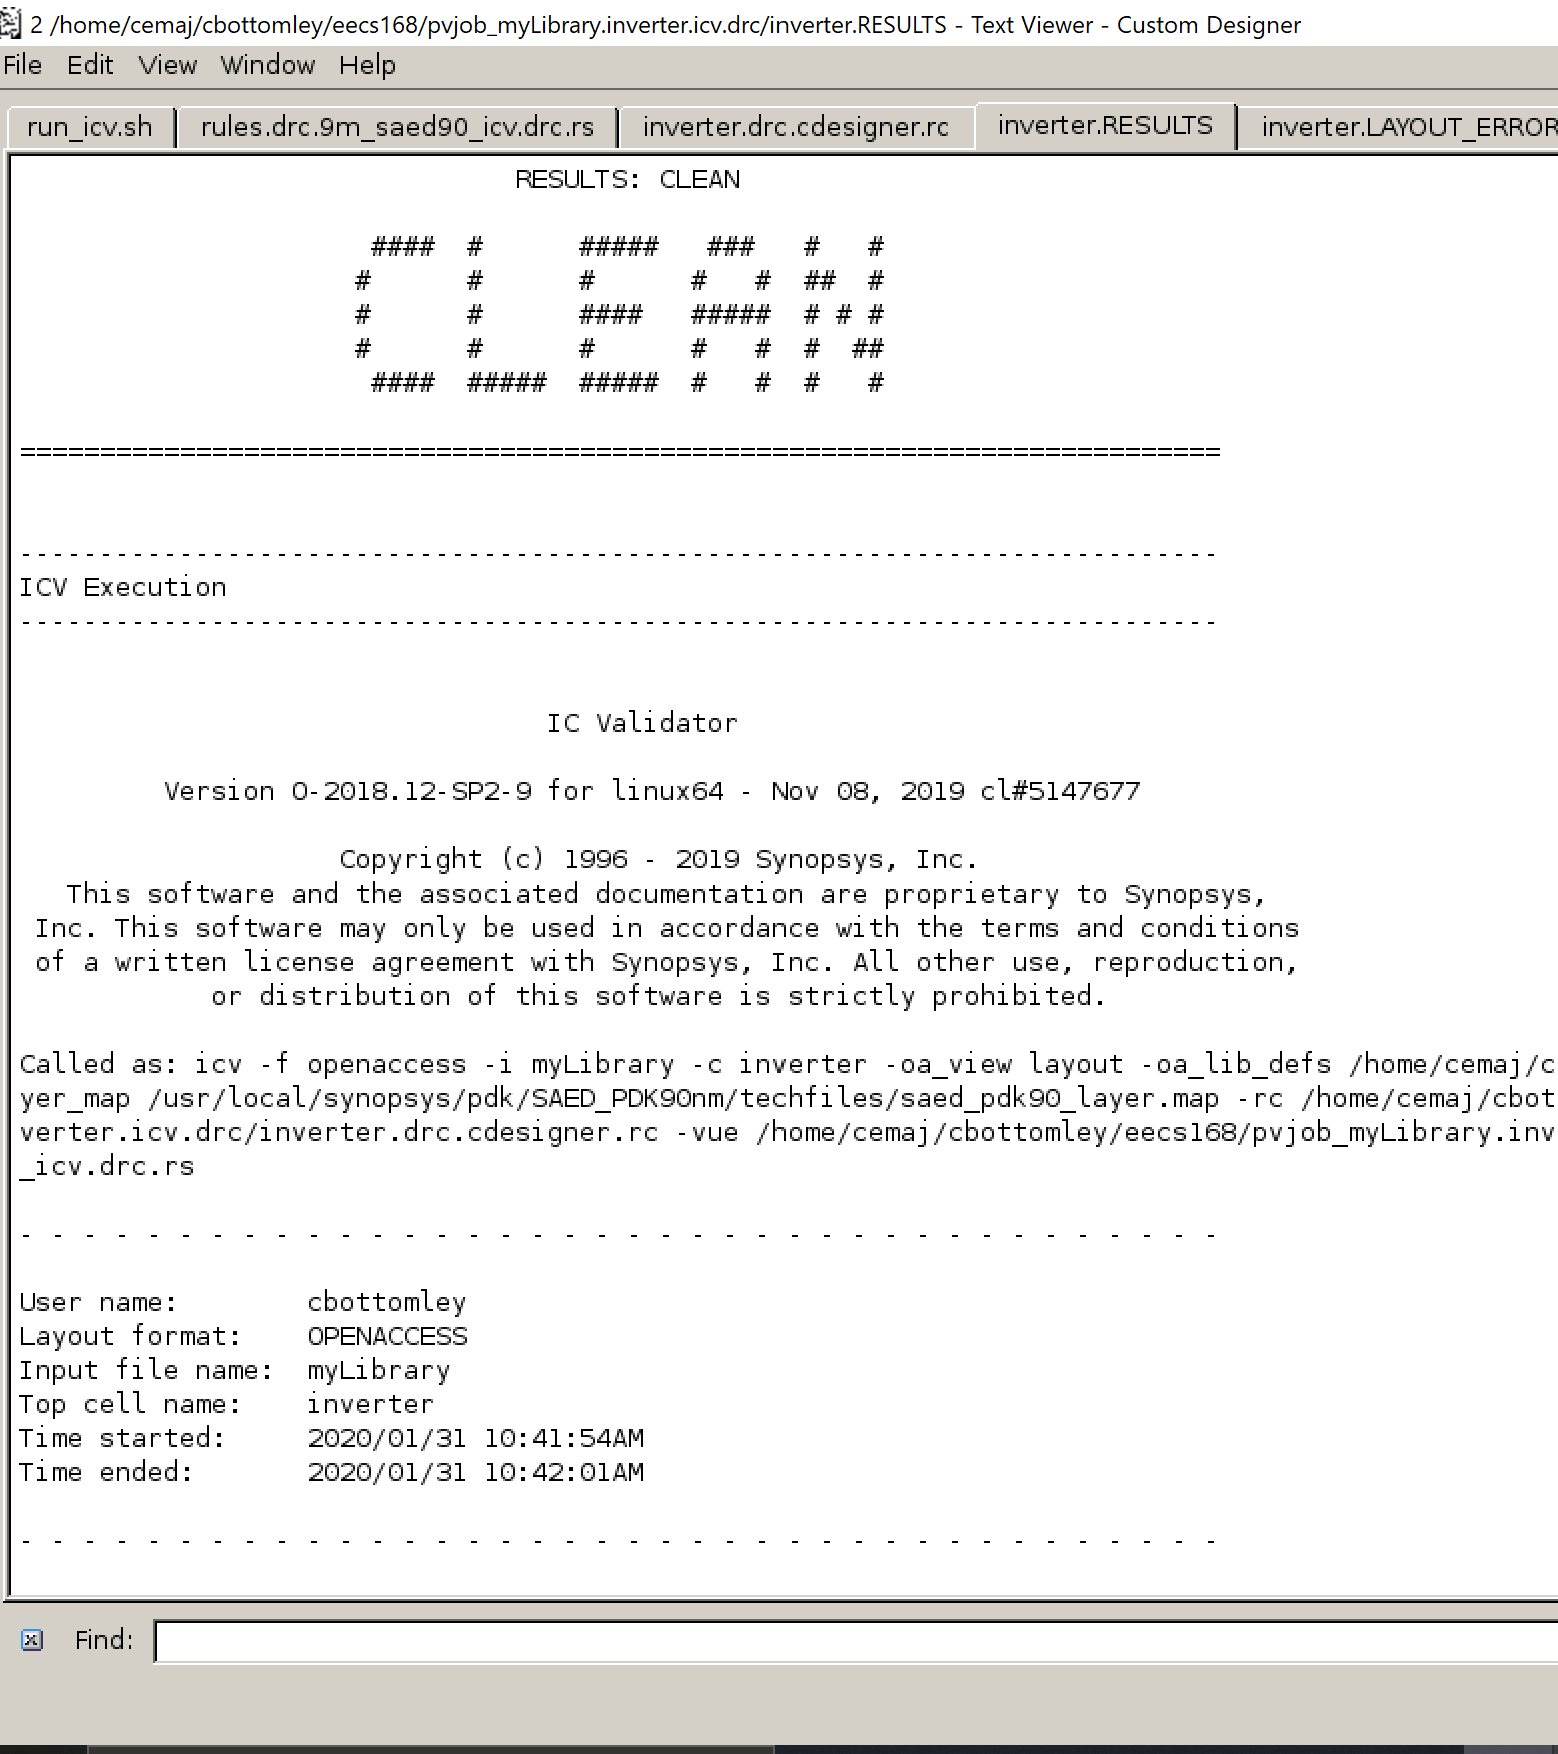 2 /home/cemaj/cbottomley/eecs168/pvjob_myLibrary.inverter.icv.drc/inverter.RESULTS - Text Viewer - Custom Designer
File Edit View Window Help
run_icv.sh rules.drc.9m_saed90_icv.drc.rs inverter.drc.cdesigner.rc inverter.RESULTS inverter.LAYOUT_ERROR
RESULTS: CLEAN
 ####  #      #####   ###   #   #
#      #      #      #   #  ##  #
#      #      ####   #####  # # #
#      #      #      #   #  #  ##
 ####  #####  #####  #   #  #   #
===========================================================================
---------------------------------------------------------------------------
ICV Execution
---------------------------------------------------------------------------
IC Validator
Version O-2018.12-SP2-9 for linux64 - Nov 08, 2019 cl#5147677
Copyright (c) 1996 - 2019 Synopsys, Inc.
This software and the associated documentation are proprietary to Synopsys,
Inc. This software may only be used in accordance with the terms and conditions
of a written license agreement with Synopsys, Inc. All other use, reproduction,
or distribution of this software is strictly prohibited.
Called as: icv -f openaccess -i myLibrary -c inverter -oa_view layout -oa_lib_defs /home/cemaj/c
yer_map /usr/local/synopsys/pdk/SAED_PDK90nm/techfiles/saed_pdk90_layer.map -rc /home/cemaj/cbot
verter.icv.drc/inverter.drc.cdesigner.rc -vue /home/cemaj/cbottomley/eecs168/pvjob_myLibrary.inv
_icv.drc.rs
- - - - - - - - - - - - - - - - - - - - - - - - - - - - - - - - - - - - - -
User name: cbottomley
Layout format: OPENACCESS
Input file name: myLibrary
Top cell name: inverter
Time started: 2020/01/31 10:41:54AM
Time ended: 2020/01/31 10:42:01AM
- - - - - - - - - - - - - - - - - - - - - - - - - - - - - - - - - - - - - -
Find: